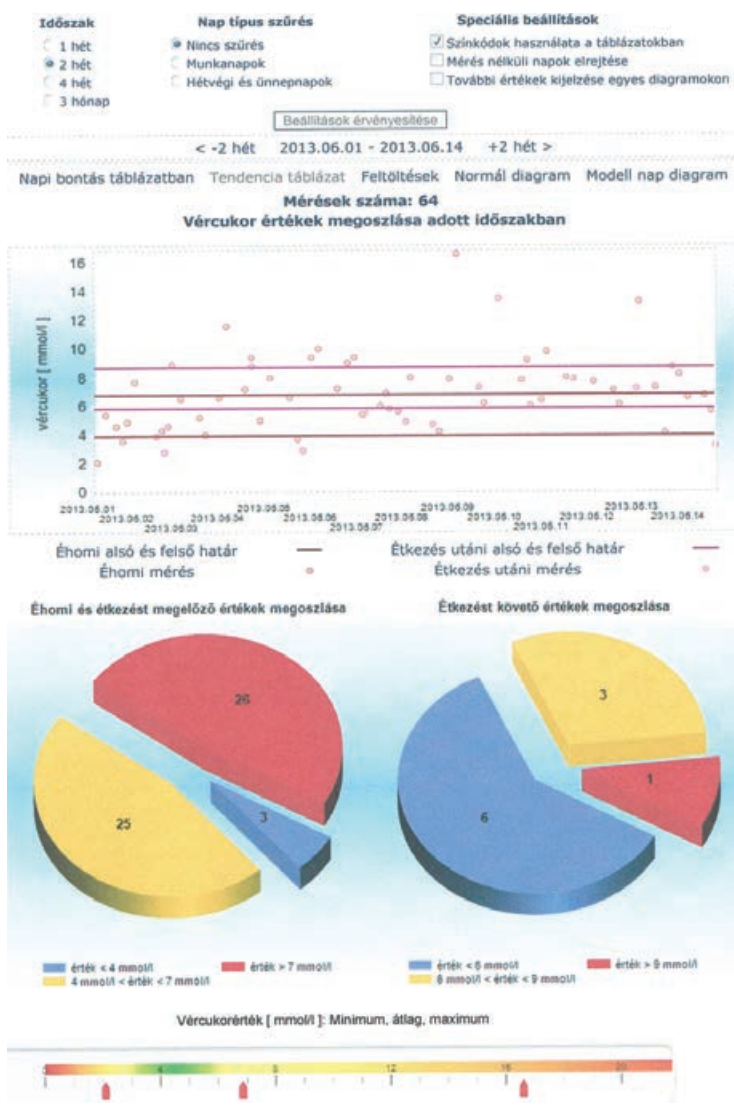 Időszak
1 hét
2 hét
4 hét
3 hónap
Nap típus szűrés
Nincs szűrés
Munkanapok
Hétvégi és ünnepnapok
Speciális beállítások
Színkódok használata a táblázatokban
Mérés nélküli napok elrejtése
További értékek kijelzése egyes diagramokon
Beállítások érvényesítése
< -2 hét 2013.06.01 - 2013.06.14 +2 hét >
Napi bontás táblázatban Tendencia táblázat Feltöltések Normál diagram Modell nap diagram
Mérések száma: 64
Vércukor értékek megoszlása adott időszakban
vércukor [ mmol/l ]
16
14
12
10
8
6
4
2
0
2013.06.01
2013.06.02
2013.06.03
2013.06.04
2013.06.05
2013.06.06
2013.06.07
2013.06.08
2013.06.09
2013.06.10
2013.06.11
2013.06.12
2013.06.13
2013.06.14
Éhomi alsó és felső határ
Étkezés utáni alsó és felső határ
Éhomi mérés
Étkezés utáni mérés
Éhomi és étkezést megelőző értékek megoszlása
26
25
3
érték < 4 mmol/l
érték > 7 mmol/l
4 mmol/l < érték < 7 mmol/l
Étkezést követő értékek megoszlása
3
1
6
érték < 6 mmol/l
érték > 9 mmol/l
6 mmol/l < érték < 9 mmol/l
Vércukorérték [ mmol/l ]: Minimum, átlag, maximum
4
8
12
16
20